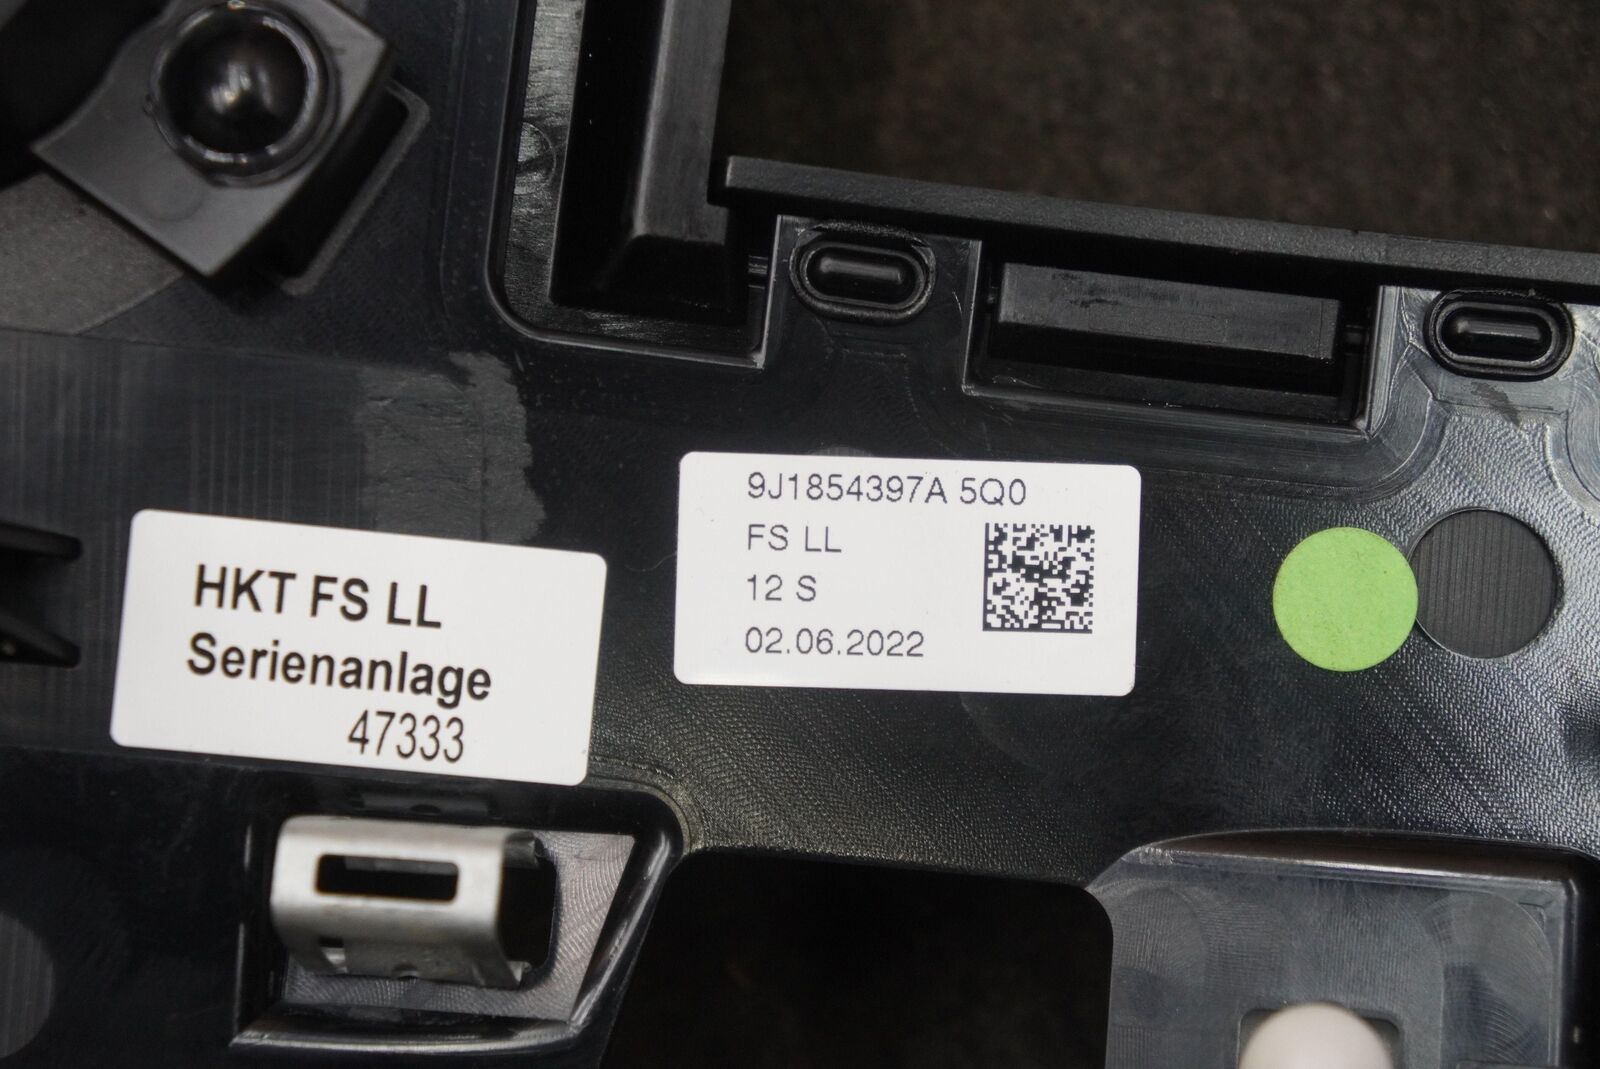 HKT FS LL
Serienanlage
47333
9J1854397A 5Q0
FS LL
12 S
02.06.2022